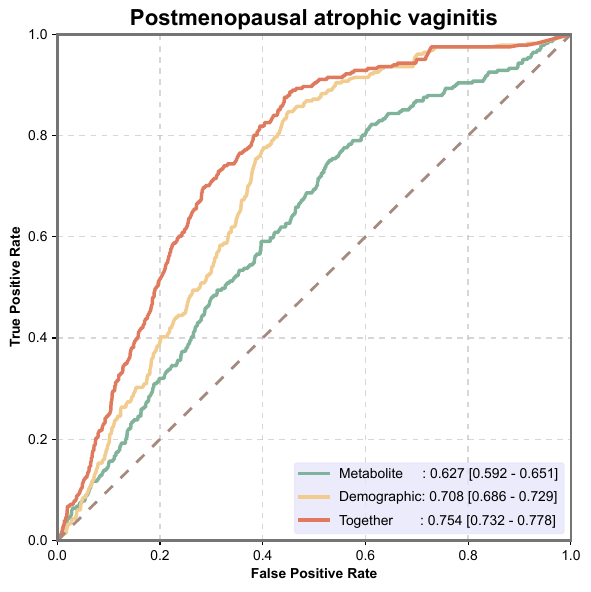 Postmenopausal atrophic vaginitis
True Positive Rate
1.0
0.8
0.6
0.4
0.2
0.0
Metabolite : 0.627 [0.592 - 0.651]
Demographic: 0.708 [0.686 - 0.729]
Together : 0.754 [0.732 - 0.778]
0.0 0.2 0.4 0.6 0.8 1.0
False Positive Rate